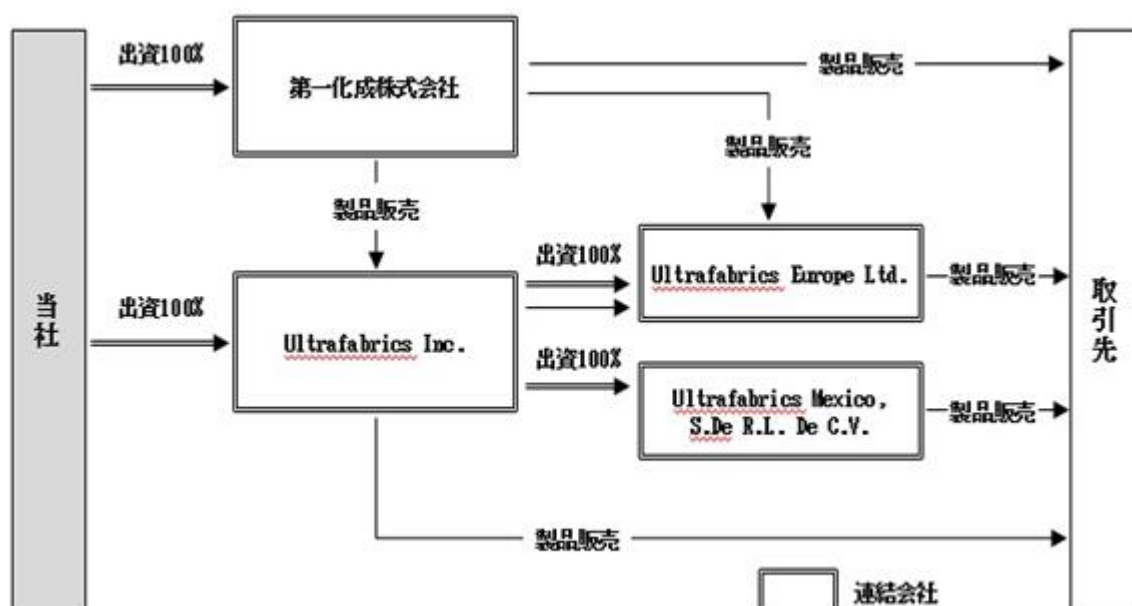 出資100%
第一化成株式会社
製品販売
製品販売
製品販売
当社
出資100%
Ultrafabrics Inc.
出資100%
Ultrafabrics Europe Ltd.
製品販売
取引先
出資100%
Ultrafabrics Mexico,
S.De R.L. De C.V.
製品販売
製品販売
連結会社